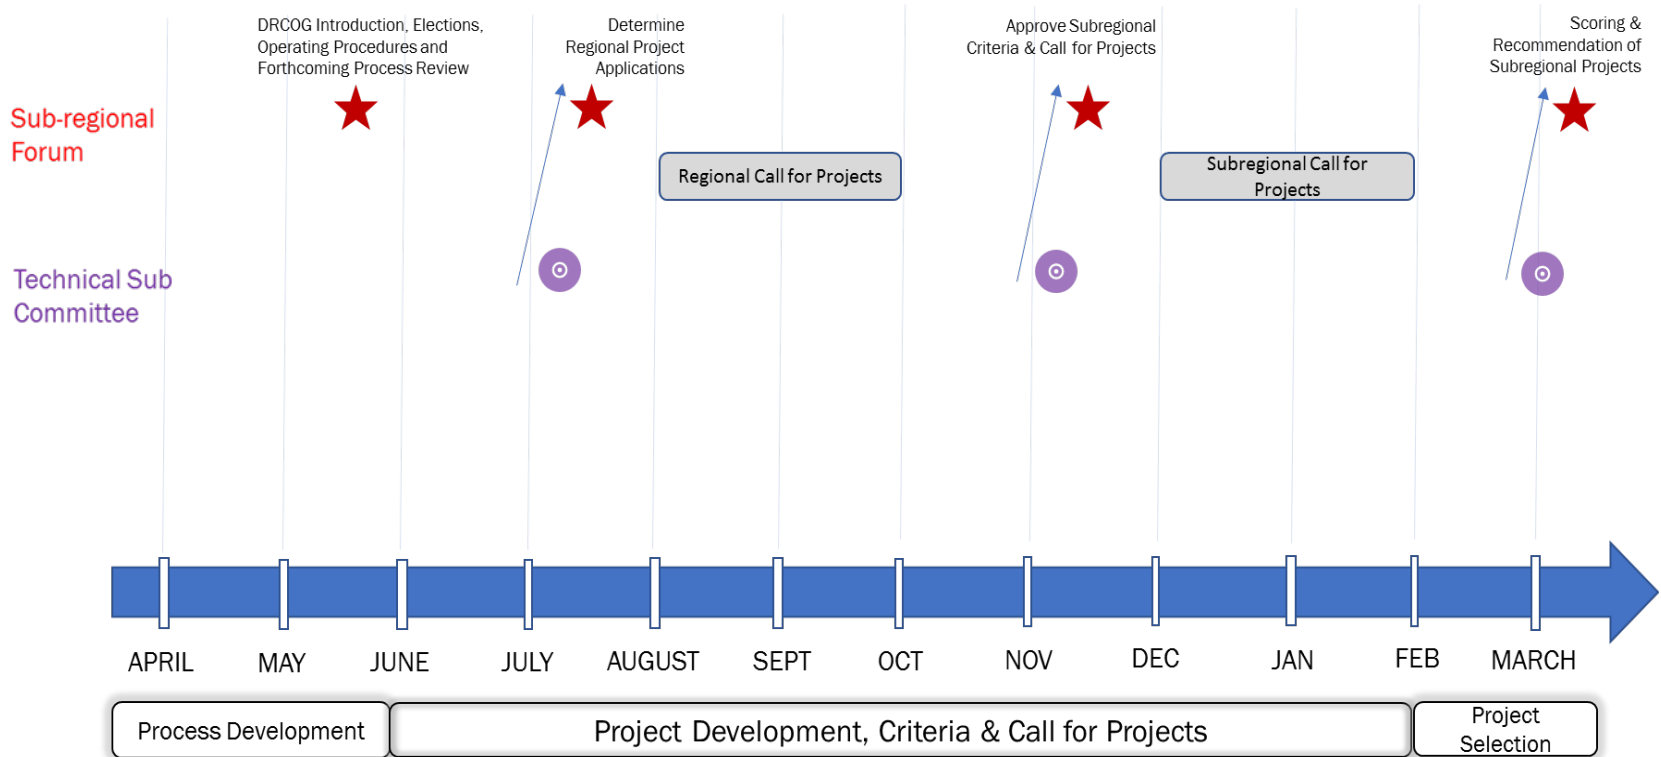 DRCOG Introduction, Elections,
Operating Procedures and
Forthcoming Process Review
Determine
Regional Project
Applications
Approve Subregional
Criteria & Call for Projects
Scoring &
Recommendation of
Subregional Projects
Sub-regional
Forum
Regional Call for Projects
Subregional Call for
Projects
Technical Sub
Committee
APRIL
MAY
JUNE
JULY
AUGUST
SEPT
OCT
NOV
DEC
JAN
FEB
MARCH
Process Development
Project Development, Criteria & Call for Projects
Project
Selection